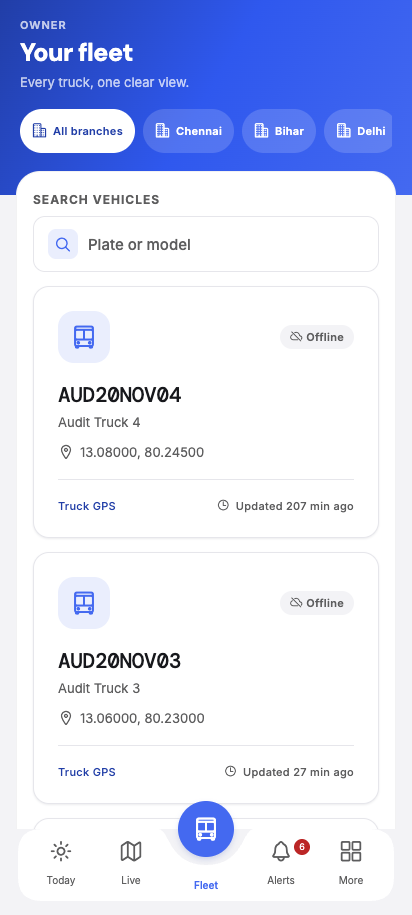 OWNER
Your fleet
Every truck, one clear view.
All branches
Chennai
Bihar
Delhi
SEARCH VEHICLES
Plate or model
Offline
AUD20NOV04
Audit Truck 4
13.08000, 80.24500
Truck GPS
Updated 207 min ago
Offline
AUD20NOV03
Audit Truck 3
13.06000, 80.23000
Truck GPS
Updated 27 min ago
Today
Live
Fleet
6
Alerts
More